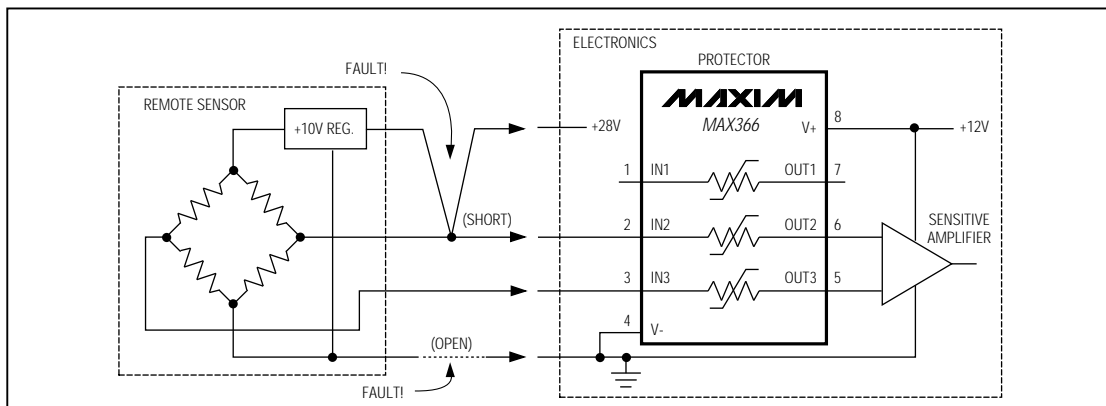 ELECTRONICS
PROTECTOR
FAULT!
REMOTE SENSOR
MAXIM
MAX366
+10V REG.
+28V
V+
8
+12V
1
IN1
OUT1
7
(SHORT)
2
IN2
OUT2
6
SENSITIVE
AMPLIFIER
3
IN3
OUT3
5
4
V-
(OPEN)
FAULT!